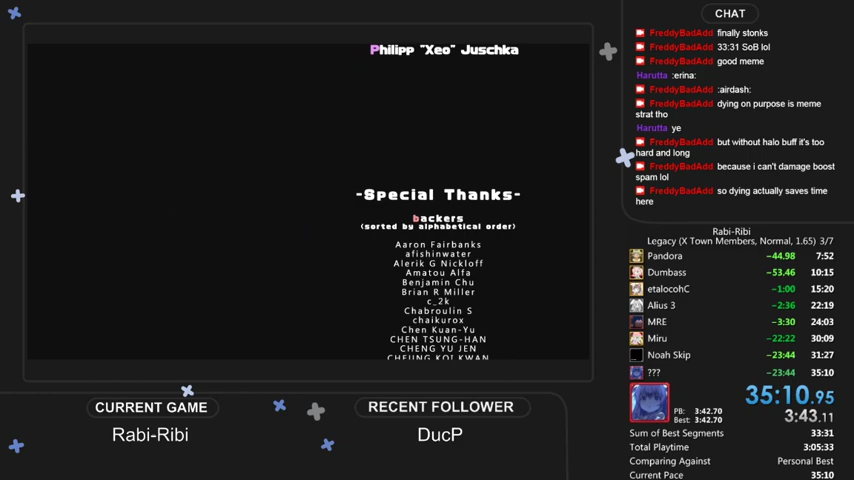 Philipp "Xeo" Juschka
-Special Thanks-
backers
(sorted by alphabetical order)
Aaron Fairbanks
afishinwater
Alerik G Nickloff
Amatou Alfa
Benjamin Chu
Brian R Miller
c_2k
Chabroulin S
chaikurox
Chen Kuan-Yu
CHEN TSUNG-HAN
CHENG YU JEN
CHEUNG KOI KWAN
CURRENT GAME
Rabi-Ribi
RECENT FOLLOWER
DucP
CHAT
FreddyBadAdd finally stonks
FreddyBadAdd 33:31 SoB lol
FreddyBadAdd good meme
Harutta :erina:
FreddyBadAdd :airdash:
FreddyBadAdd dying on purpose is meme
strat tho
Harutta ye
FreddyBadAdd but without halo buff it's too
hard and long
FreddyBadAdd because i can't damage boost
spam lol
FreddyBadAdd so dying actually saves time
here
Rabi-Ribi
Legacy (X Town Members, Normal, 1.65) 3/7
Pandora -44.98 7:52
Dumbass -53.46 10:15
etalocohC -1:00 15:20
Alius 3 -2:36 22:19
MRE -3:30 24:03
Miru -22:22 30:09
Noah Skip -23:44 31:27
??? -23:44 35:10
35:10.95
PB: 3:42.70
Best: 3:42.70
3:43.11
Sum of Best Segments 33:31
Total Playtime 3:05:33
Comparing Against Personal Best
Current Pace 35:10